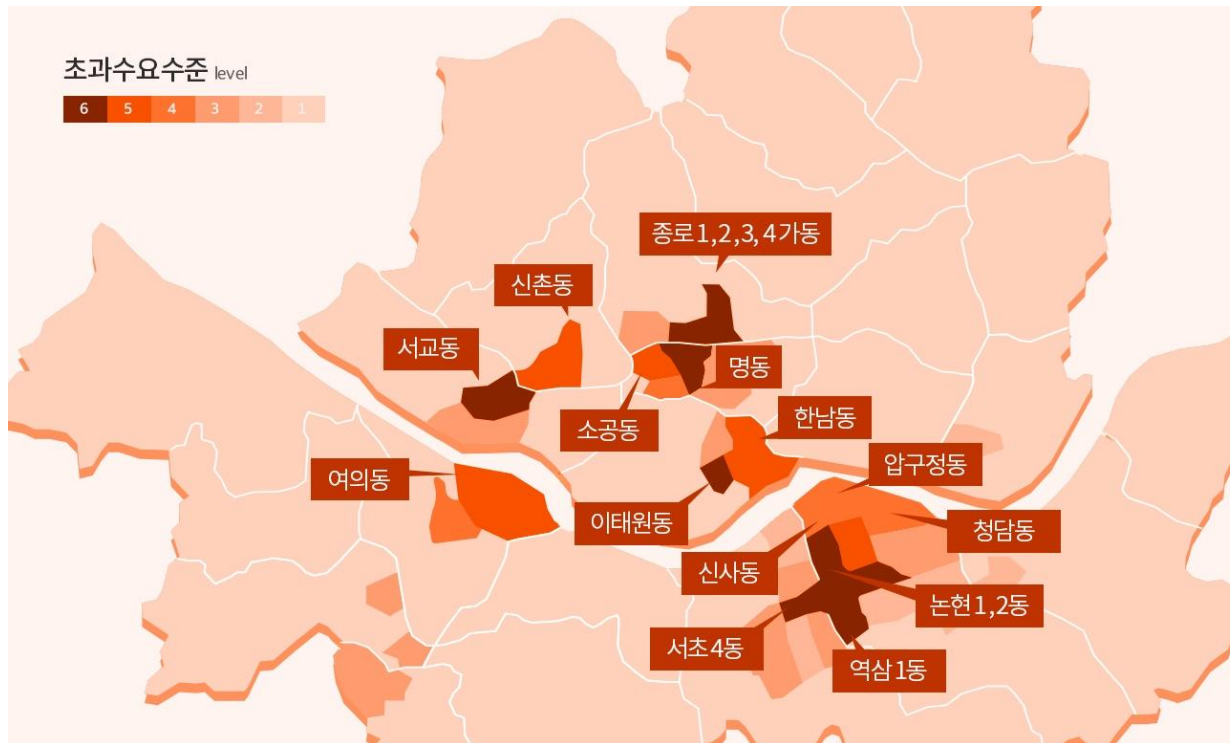 초과수요수준 level
6 5 4 3 2 1
종로 1, 2, 3, 4 가동
신촌동
서교동
명동
소공동
한남동
압구정동
여의동
이태원동
청담동
신사동
논현 1, 2동
서초 4동
역삼 1동